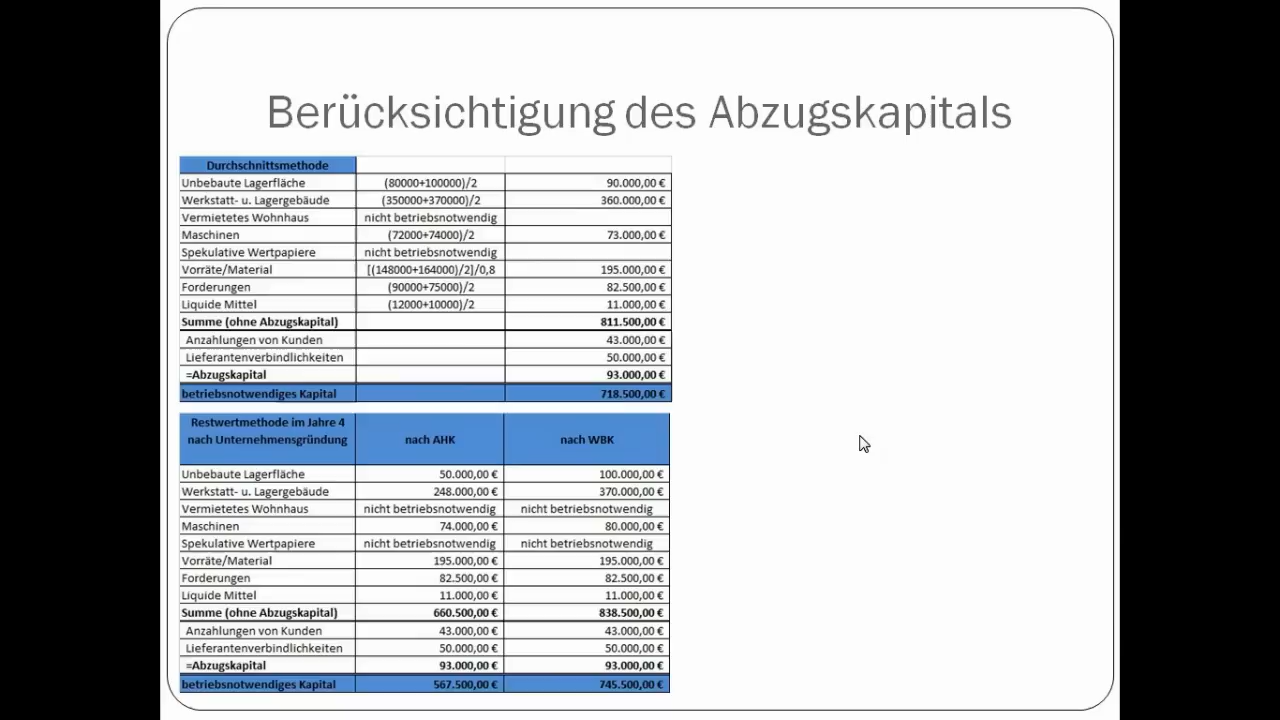 Berücksichtigung des Abzugskapitals
Durchschnittsmethode
Unbebaute Lagerfläche (80000+100000)/2 90.000,00 €
Werkstatt- u. Lagergebäude (350000+370000)/2 360.000,00 €
Vermietetes Wohnhaus nicht betriebsnotwendig
Maschinen (72000+74000)/2 73.000,00 €
Spekulative Wertpapiere nicht betriebsnotwendig
Vorräte/Material [(148000+164000)/2]/0,8 195.000,00 €
Forderungen (90000+75000)/2 82.500,00 €
Liquide Mittel (12000+10000)/2 11.000,00 €
Summe (ohne Abzugskapital) 811.500,00 €
Anzahlungen von Kunden 43.000,00 €
Lieferantenverbindlichkeiten 50.000,00 €
=Abzugskapital 93.000,00 €
betriebsnotwendiges Kapital 718.500,00 €
Restwertmethode im Jahre 4
nach Unternehmensgründung nach AHK nach WBK
Unbebaute Lagerfläche 50.000,00 € 100.000,00 €
Werkstatt- u. Lagergebäude 248.000,00 € 370.000,00 €
Vermietetes Wohnhaus nicht betriebsnotwendig nicht betriebsnotwendig
Maschinen 74.000,00 € 80.000,00 €
Spekulative Wertpapiere nicht betriebsnotwendig nicht betriebsnotwendig
Vorräte/Material 195.000,00 € 195.000,00 €
Forderungen 82.500,00 € 82.500,00 €
Liquide Mittel 11.000,00 € 11.000,00 €
Summe (ohne Abzugskapital) 660.500,00 € 838.500,00 €
Anzahlungen von Kunden 43.000,00 € 43.000,00 €
Lieferantenverbindlichkeiten 50.000,00 € 50.000,00 €
=Abzugskapital 93.000,00 € 93.000,00 €
betriebsnotwendiges Kapital 567.500,00 € 745.500,00 €